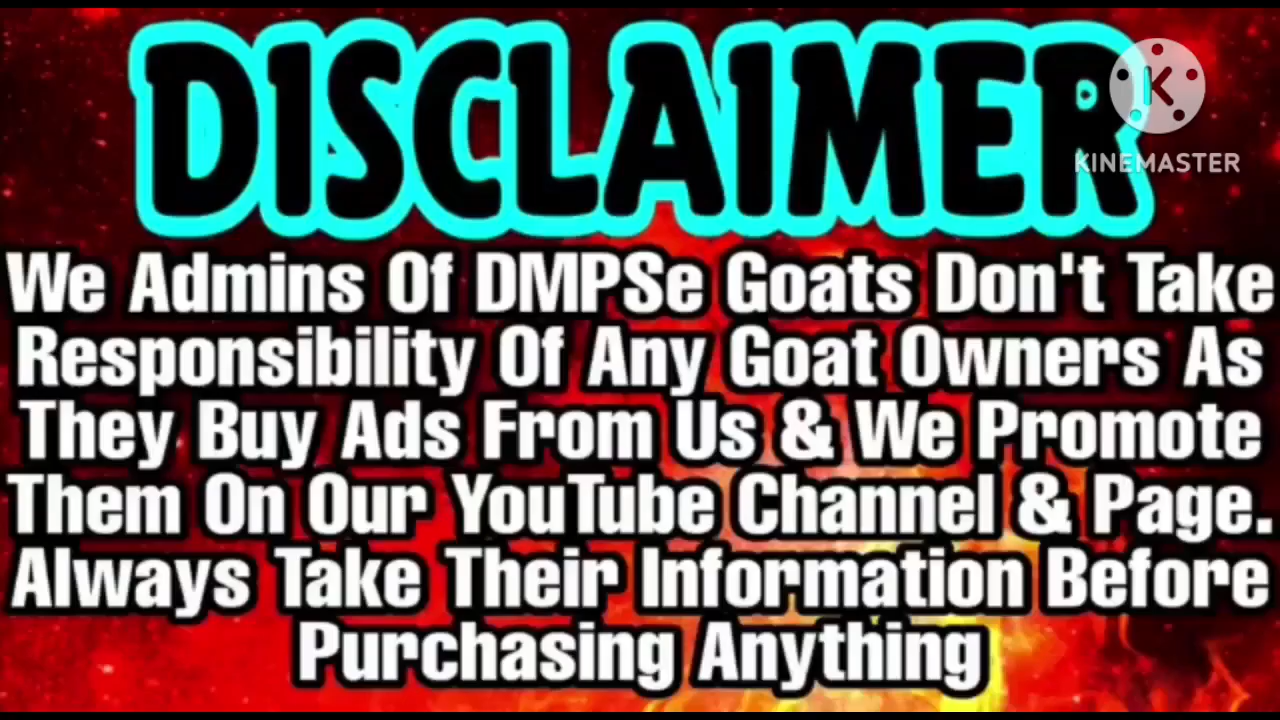 DISCLAIMER
K
KINEMASTER
We Admins Of DMPSe Goats Don't Take
Responsibility Of Any Goat Owners As
They Buy Ads From Us & We Promote
Them On Our YouTube Channel & Page.
Always Take Their Information Before
Purchasing Anything